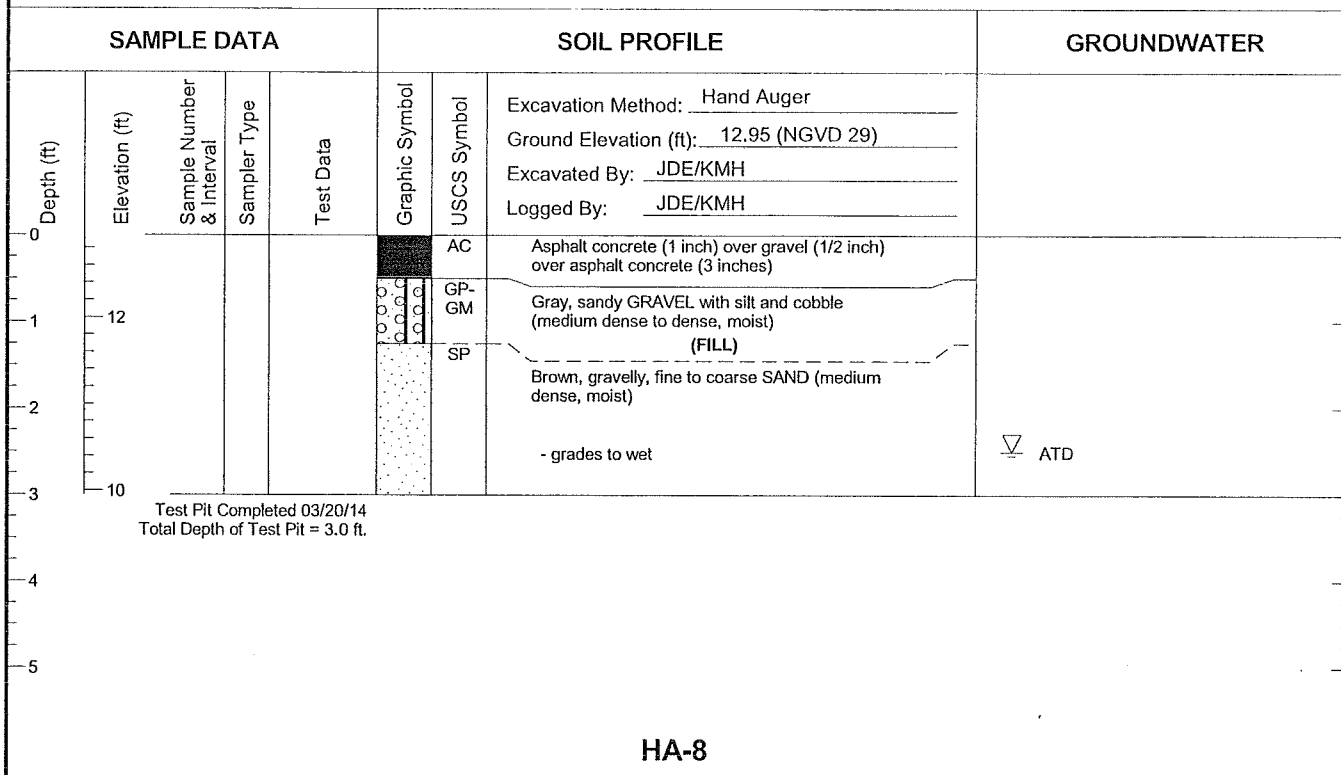 SAMPLE DATA
SOIL PROFILE
GROUNDWATER
Depth (ft)
Elevation (ft)
Sample Number
& Interval
Sampler Type
Test Data
Graphic Symbol
USCS Symbol
Excavation Method: Hand Auger
Ground Elevation (ft): 12.95 (NGVD 29)
Excavated By: JDE/KMH
Logged By: JDE/KMH
0
AC
Asphalt concrete (1 inch) over gravel (1/2 inch)
over asphalt concrete (3 inches)
GP-
GM
Gray, sandy GRAVEL with silt and cobble
(medium dense to dense, moist)
(FILL)
1
12
SP
Brown, gravelly, fine to coarse SAND (medium
dense, moist)
2
- grades to wet
ATD
3
10
Test Pit Completed 03/20/14
Total Depth of Test Pit = 3.0 ft.
4
5
HA-8